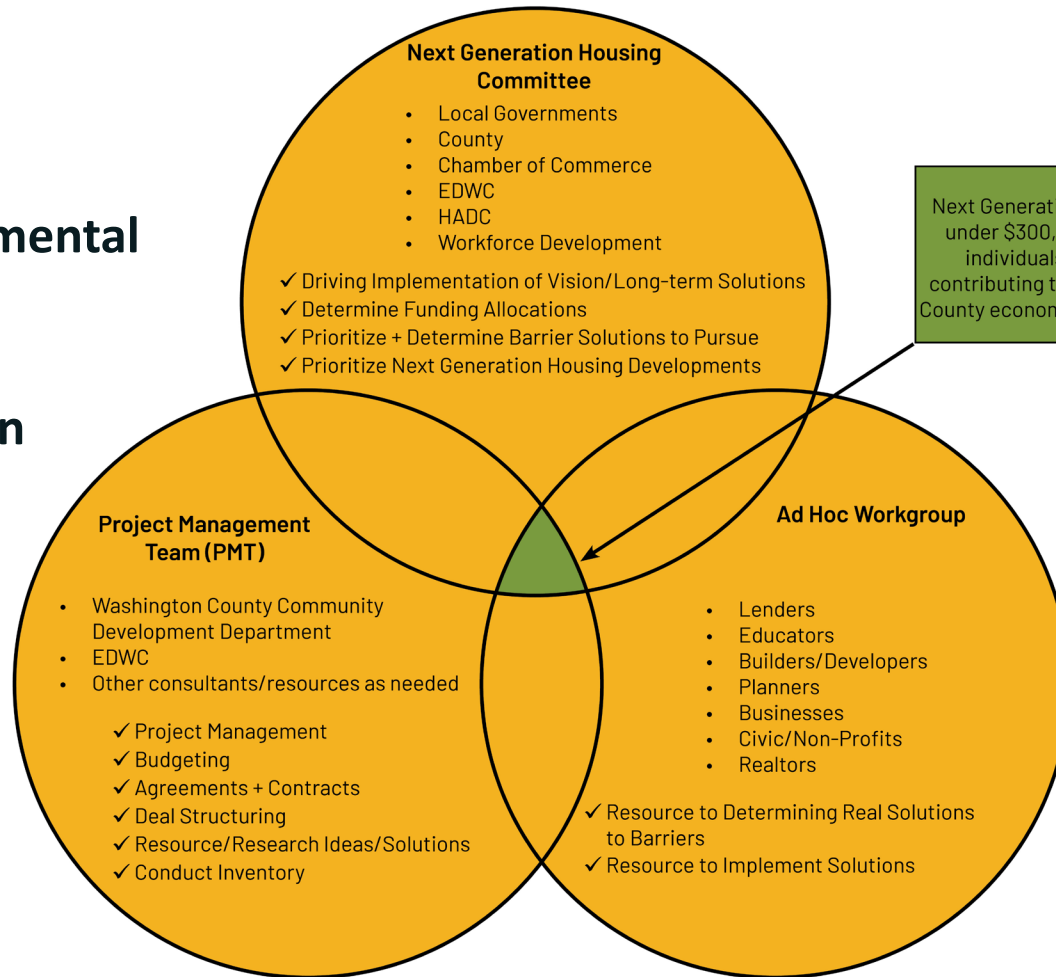 Next Generation Housing
Committee
• Local Governments
• County
• Chamber of Commerce
• EDWC
• HADC
• Workforce Development
✓ Driving Implementation of Vision/Long-term Solutions
✓ Determine Funding Allocations
✓ Prioritize + Determine Barrier Solutions to Pursue
✓ Prioritize Next Generation Housing Developments
Next
under $300,
contributing
County
Project Management
Team (PMT)
• Washington County Community
Development Department
• EDWC
• Other consultants/resources as needed
✓ Project Management
✓ Budgeting
✓ Agreements + Contracts
✓ Deal Structuring
✓ Resource/Research Ideas/Solutions
✓ Conduct Inventory
Ad Hoc Workgroup
• Lenders
• Educators
• Builders/Developers
• Planners
• Businesses
• Civic/Non-Profits
• Realtors
✓ Resource to Determining Real Solutions
to Barriers
✓ Resource to Implement Solutions